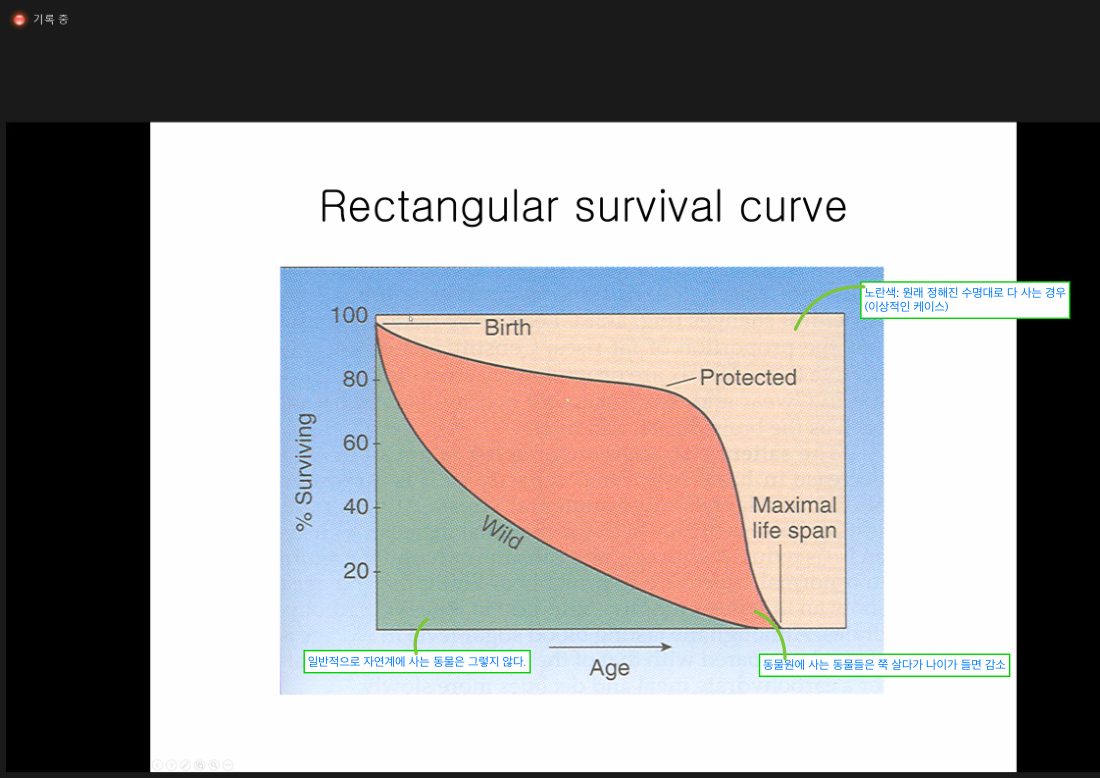 기록 중
Rectangular survival curve
노란색: 원래 정해진 수명대로 다 사는 경우
(이상적인 케이스)
100
Birth
80
Protected
60
% Surviving
40
Wild
Maximal
life span
20
일반적으로 자연계에 사는 동물은 그렇지 않다.
Age
동물원에 사는 동물들은 쭉 살다가 나이가 들면 감소